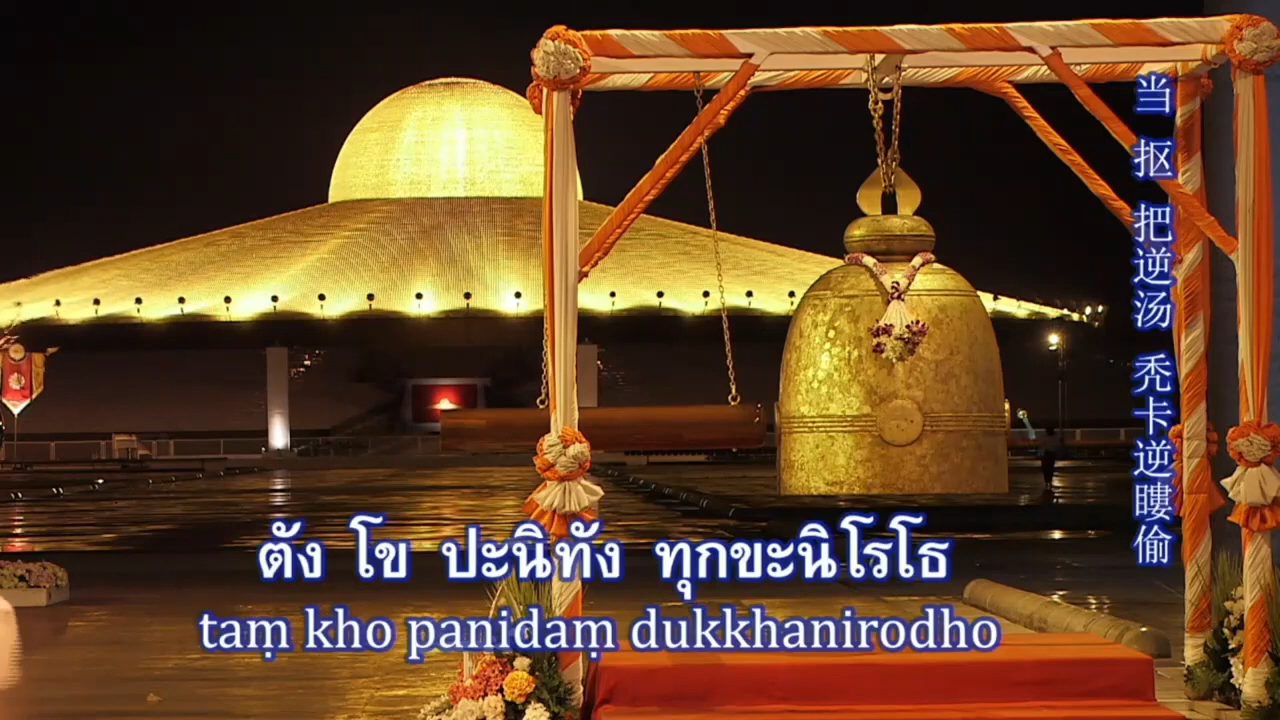 ตัง โข ปะนิทัง ทุกขะนิโรโธ
taṃ kho panidaṃ dukkhanirodho
当 抠 把逆汤 秃卡逆瞜偷